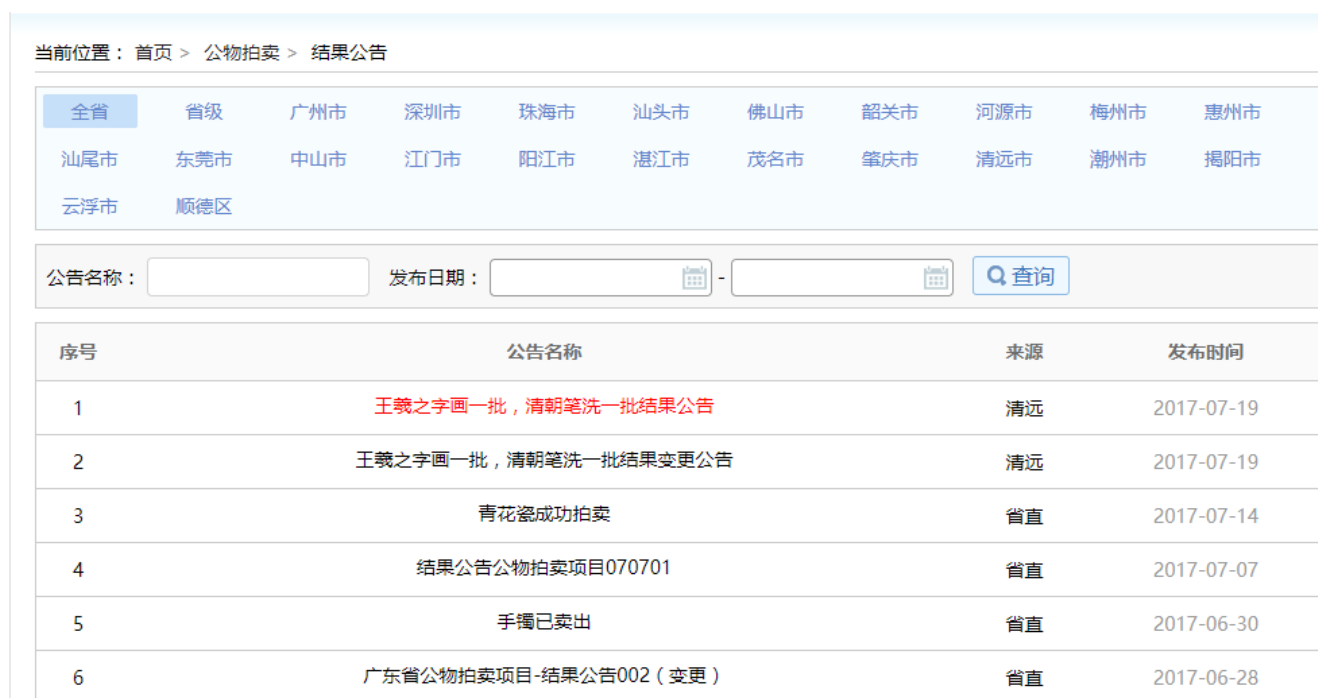 当前位置： 首页 > 公物拍卖 > 结果公告
全省 省级 广州市 深圳市 珠海市 汕头市 佛山市 韶关市 河源市 梅州市 惠州市
汕尾市 东莞市 中山市 江门市 阳江市 湛江市 茂名市 肇庆市 清远市 潮州市 揭阳市
云浮市 顺德区
公告名称： 发布日期： - 查询
序号 公告名称 来源 发布时间
1 王羲之字画一批，清朝笔洗一批结果公告 清远 2017-07-19
2 王羲之字画一批，清朝笔洗一批结果变更公告 清远 2017-07-19
3 青花瓷成功拍卖 省直 2017-07-14
4 结果公告公物拍卖项目070701 省直 2017-07-07
5 手镯已卖出 省直 2017-06-30
6 广东省公物拍卖项目-结果公告002（变更） 省直 2017-06-28